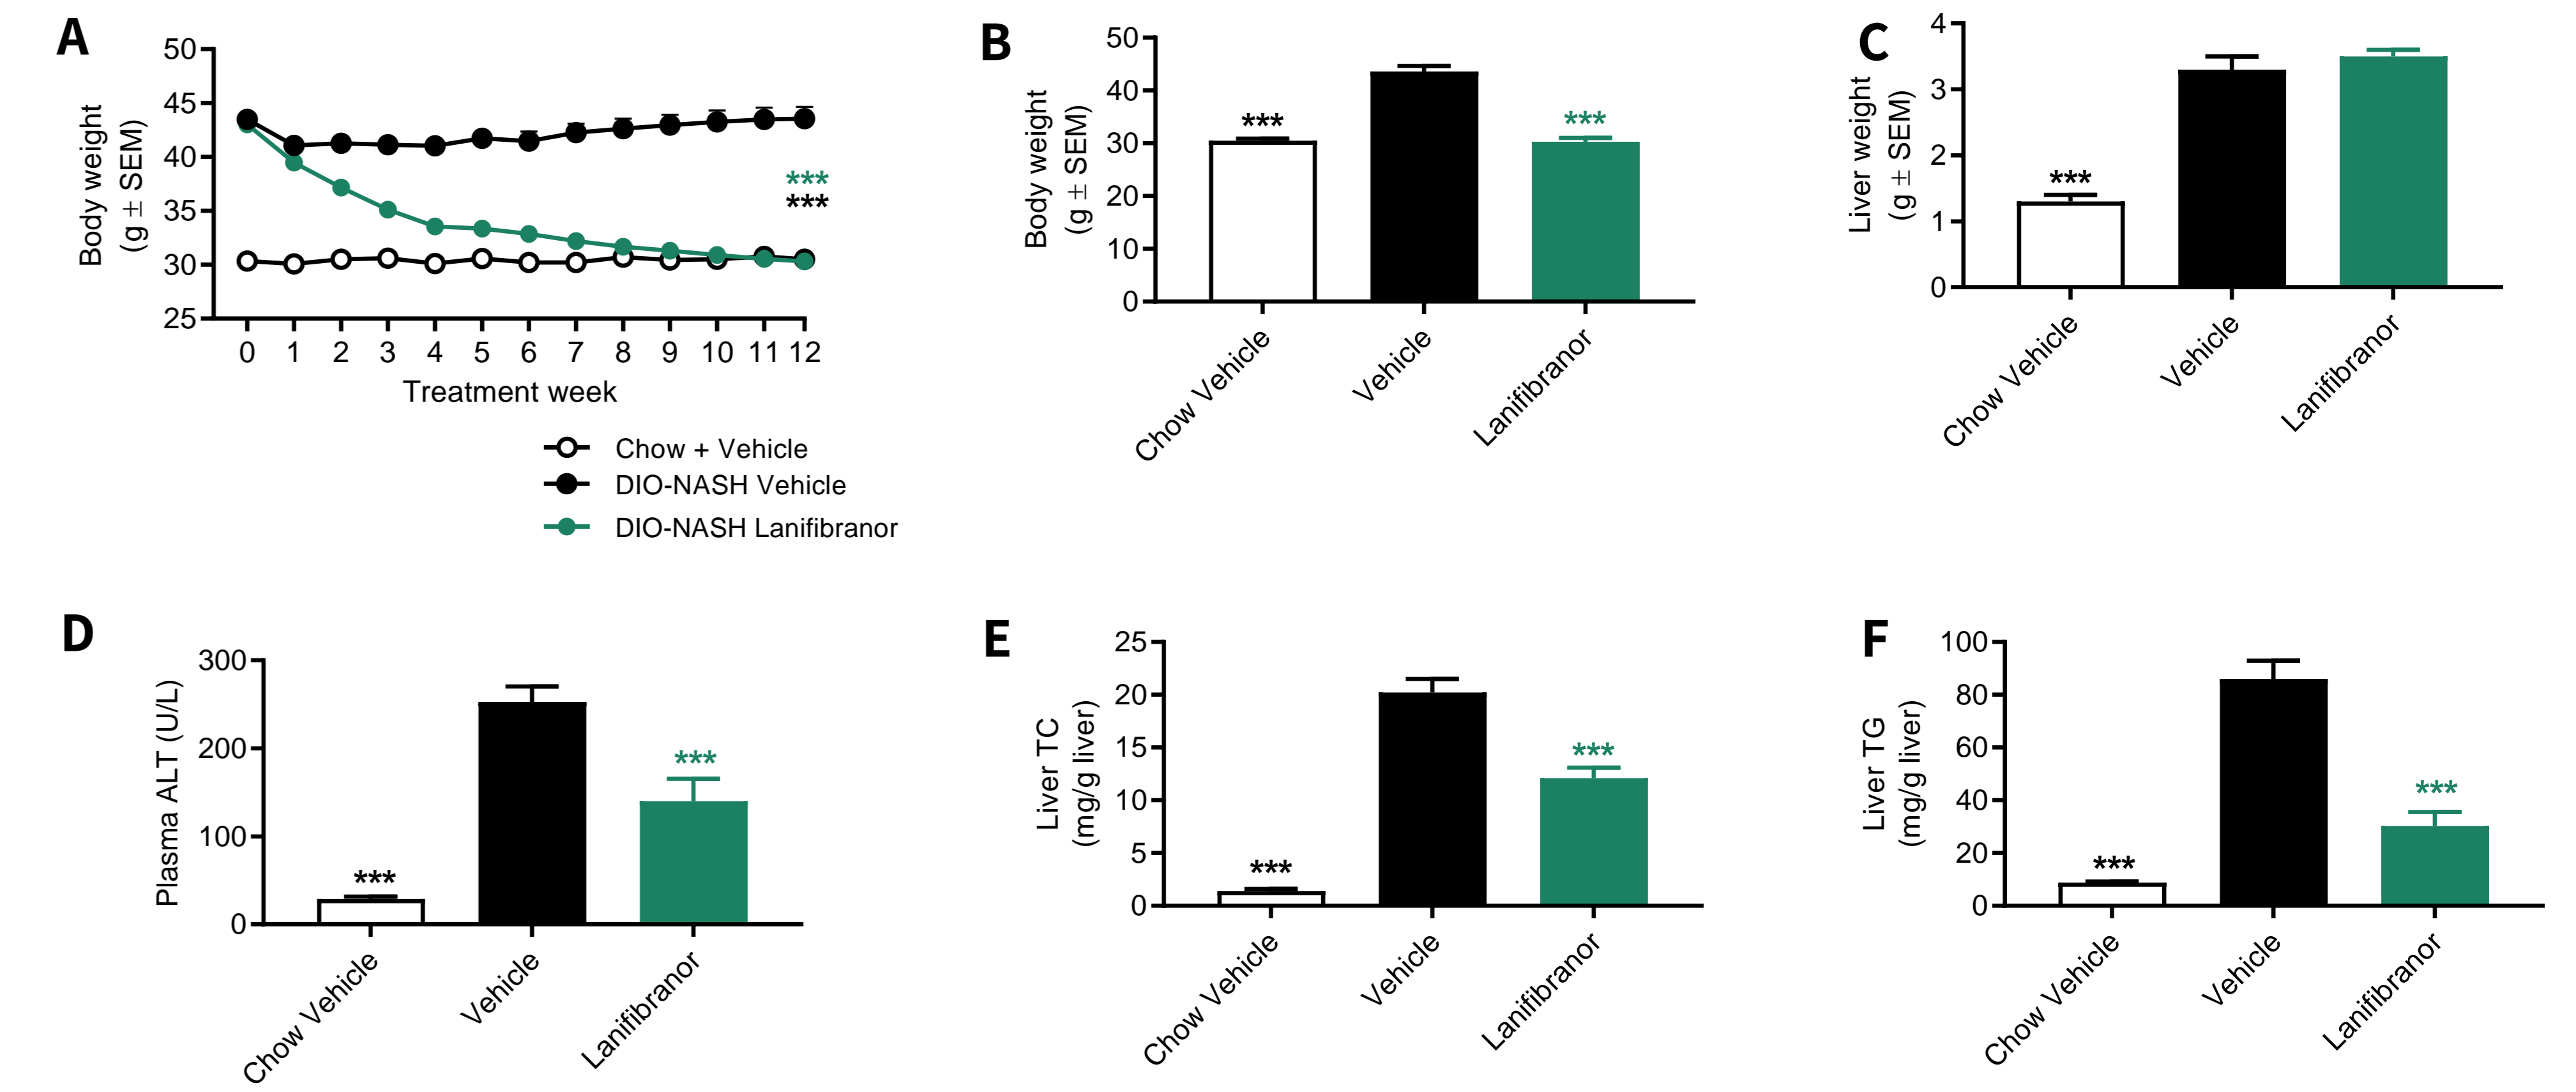 A
Body weight
(g ± SEM)
50
45
40
35
30
25
***
***
0 1 2 3 4 5 6 7 8 9 10 11 12
Treatment week
Chow + Vehicle
DIO-NASH Vehicle
DIO-NASH Lanifibranor
B
Body weight
(g ± SEM)
50
40
30
20
10
0
***
***
Chow Vehicle
Vehicle
Lanifibranor
C
Liver weight
(g ± SEM)
4
3
2
1
0
***
Chow Vehicle
Vehicle
Lanifibranor
D
Plasma ALT (U/L)
300
200
100
0
***
***
Chow Vehicle
Vehicle
Lanifibranor
E
Liver TC
(mg/g liver)
25
20
15
10
5
0
***
***
Chow Vehicle
Vehicle
Lanifibranor
F
Liver TG
(mg/g liver)
100
80
60
40
20
0
***
***
Chow Vehicle
Vehicle
Lanifibranor